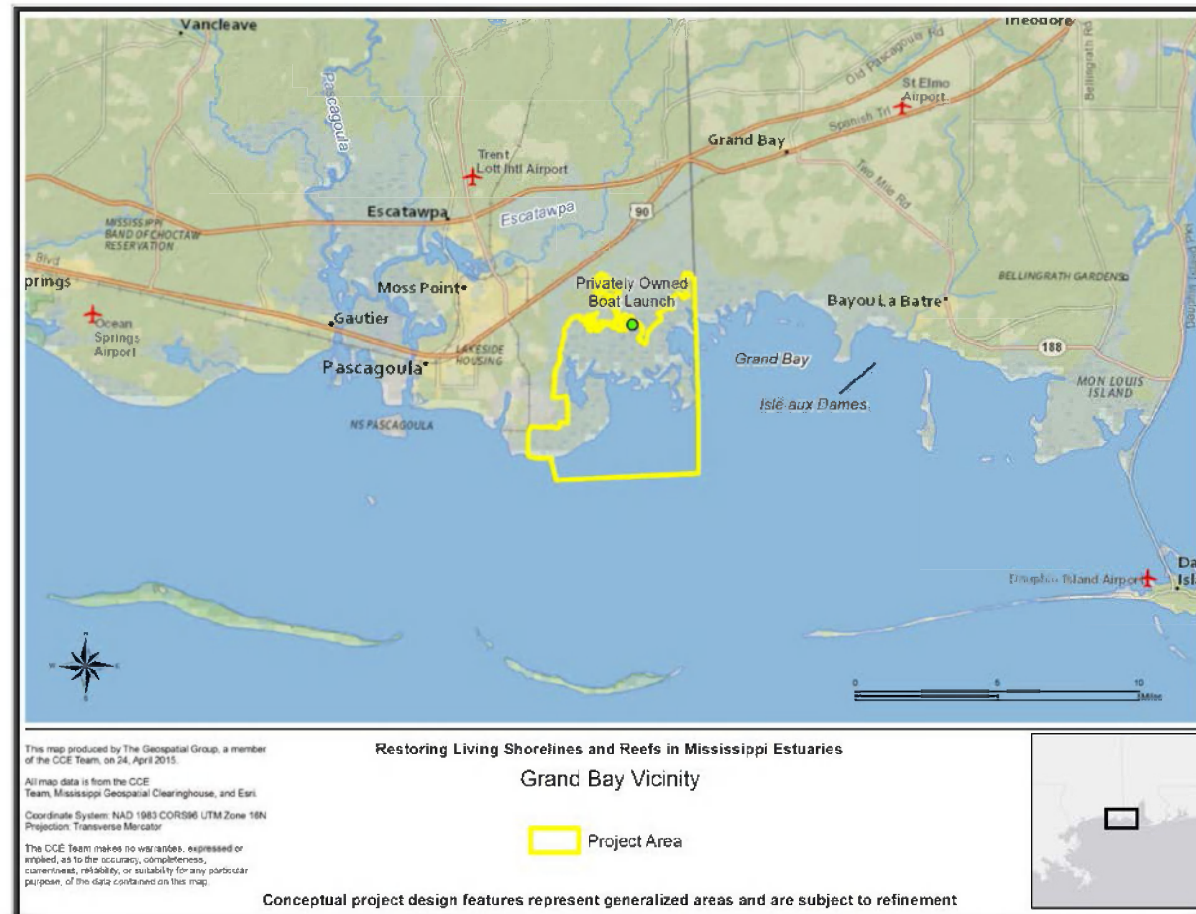 Vancleave
Theodore
Pascagoula
Old Pascagoula Rd
Bellingrath Rd
St Elmo
Airport
Spanish Trl
Grand Bay
Trent
Lott Intl Airport
Two Mile Rd
Escatawpa
Escatawpa
90
MISSISSIPPI
BAND OF CHOCTAW
RESERVATION
e Blvd
prings
Privately Owned
Boat Launch
BELLINGRATH GARDENS
Moss Point
Bayou La Batre
Ocean
Springs
Airport
Gautier
LAKESIDE
HOUSING
188
Pascagoula
Grand Bay
MON LOUIS
ISLAND
Isle aux Dames
NS PASCAGOULA
Dauphin Island Airport
Da
Isl
N
W E
S
0 5 10
Miles
This map produced by The Geospatial Group, a member
of the CCE Team, on 24, April 2015.
All map data is from the CCE
Team, Mississippi Geospatial Clearinghouse, and Esri.
Coordinate System: NAD 1983 CORS96 UTM Zone 16N
Projection: Transverse Mercator
The CCE Team makes no warranties, expressed or
implied, as to the accuracy, completeness,
currentness, reliability, or suitability for any particular
purpose, of the data contained on this map.
Restoring Living Shorelines and Reefs in Mississippi Estuaries
Grand Bay Vicinity
Project Area
Conceptual project design features represent generalized areas and are subject to refinement